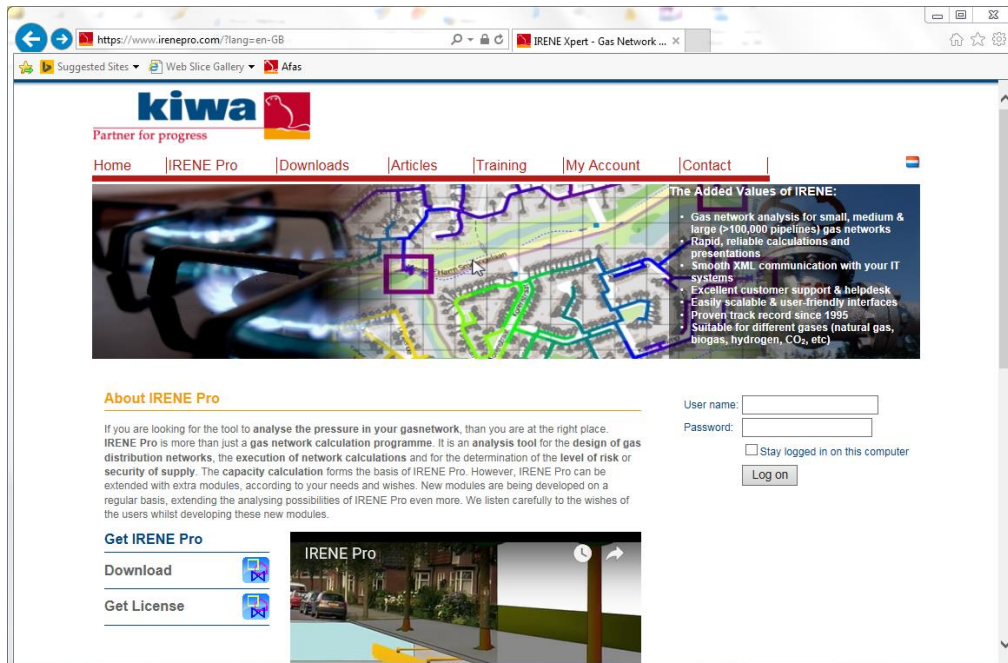 https://www.irenepro.com/?lang=en-GB
IRENE Xpert - Gas Network ...
Suggested Sites
Web Slice Gallery
Afas
kiwa
Partner for progress
Home
IRENE Pro
Downloads
Articles
Training
My Account
Contact
The Added Values of IRENE:
• Gas network analysis for small, medium &
large (>100,000 pipelines) gas networks
• Rapid, reliable calculations and
presentations
• Smooth XML communication with your IT
systems
• Excellent customer support & helpdesk
• Easily scalable & user-friendly interfaces
• Proven track record since 1995
• Suitable for different gases (natural gas,
biogas, hydrogen, CO₂, etc)
About IRENE Pro
If you are looking for the tool to analyse the pressure in your gasnetwork, than you are at the right place.
IRENE Pro is more than just a gas network calculation programme. It is an analysis tool for the design of gas
distribution networks, the execution of network calculations and for the determination of the level of risk or
security of supply. The capacity calculation forms the basis of IRENE Pro. However, IRENE Pro can be
extended with extra modules, according to your needs and wishes. New modules are being developed on a
regular basis, extending the analysing possibilities of IRENE Pro even more. We listen carefully to the wishes of
the users whilst developing these new modules.
User name:
Password:
Stay logged in on this computer
Log on
Get IRENE Pro
Download
Get License
IRENE Pro